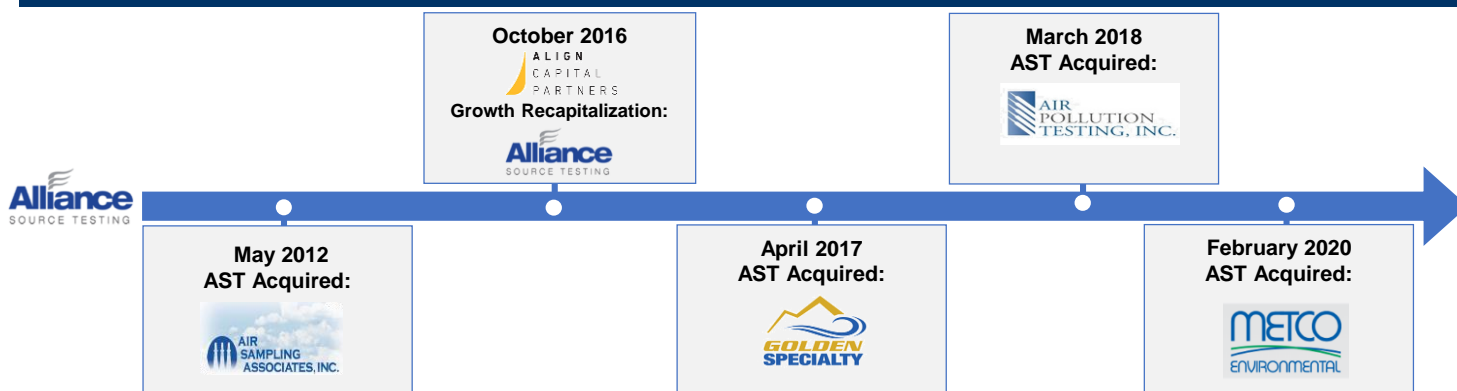 October 2016
ALIGN
CAPITAL
PARTNERS
Growth Recapitalization:
Alliance
SOURCE TESTING
March 2018
AST Acquired:
AIR
POLLUTION
TESTING, INC.
Alliance
SOURCE TESTING
May 2012
AST Acquired:
AIR
SAMPLING
ASSOCIATES, INC.
April 2017
AST Acquired:
GOLDEN
SPECIALTY
February 2020
AST Acquired:
METCO
ENVIRONMENTAL